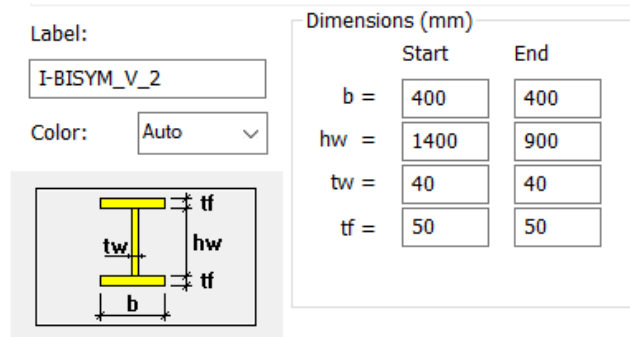 Label:
I-BISYM_V_2
Color: Auto
Dimensions (mm)
Start End
b = 400 400
hw = 1400 900
tw = 40 40
tf = 50 50
tf
tw hw
tf
b